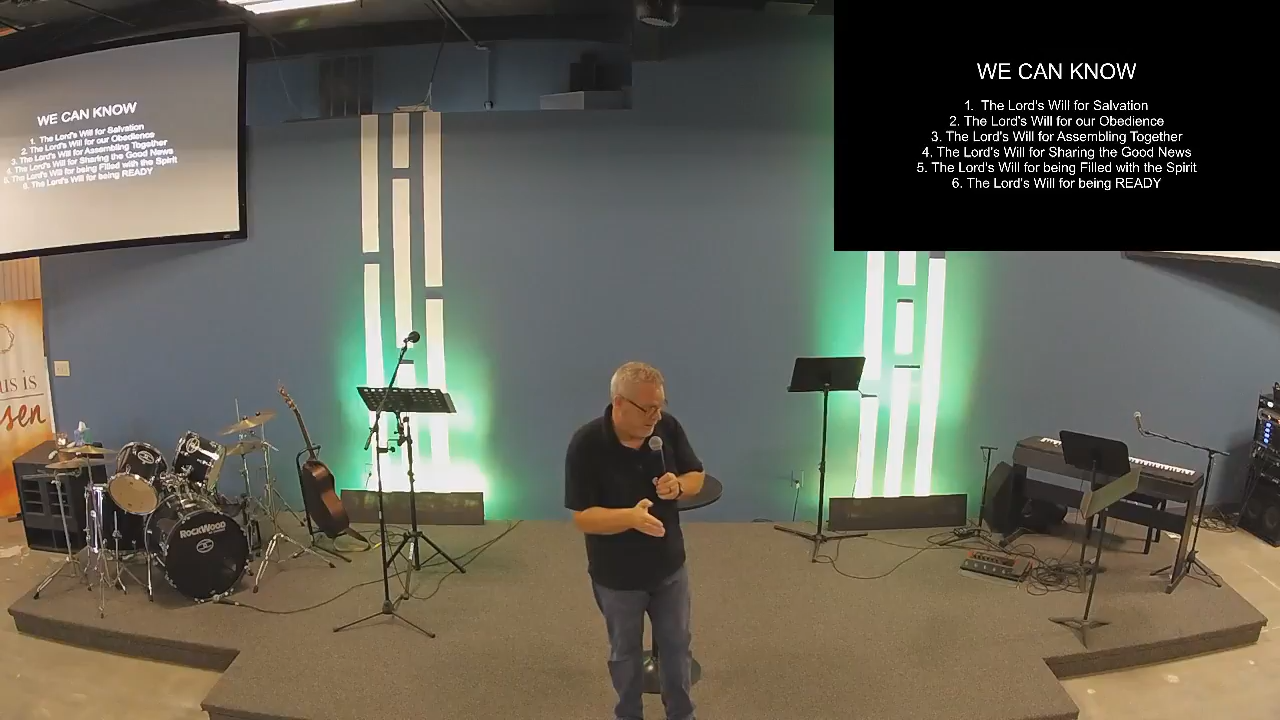 WE CAN KNOW
1. The Lord's Will for Salvation
2. The Lord's Will for our Obedience
3. The Lord's Will for Assembling Together
4. The Lord's Will for Sharing the Good News
5. The Lord's Will for being Filled with the Spirit
6. The Lord's Will for being READY
WE CAN KNOW
1. The Lord's Will for Salvation
2. The Lord's Will for our Obedience
3. The Lord's Will for Assembling Together
4. The Lord's Will for Sharing the Good News
5. The Lord's Will for being Filled with the Spirit
6. The Lord's Will for being READY
us is
sen
ROCKWOOD